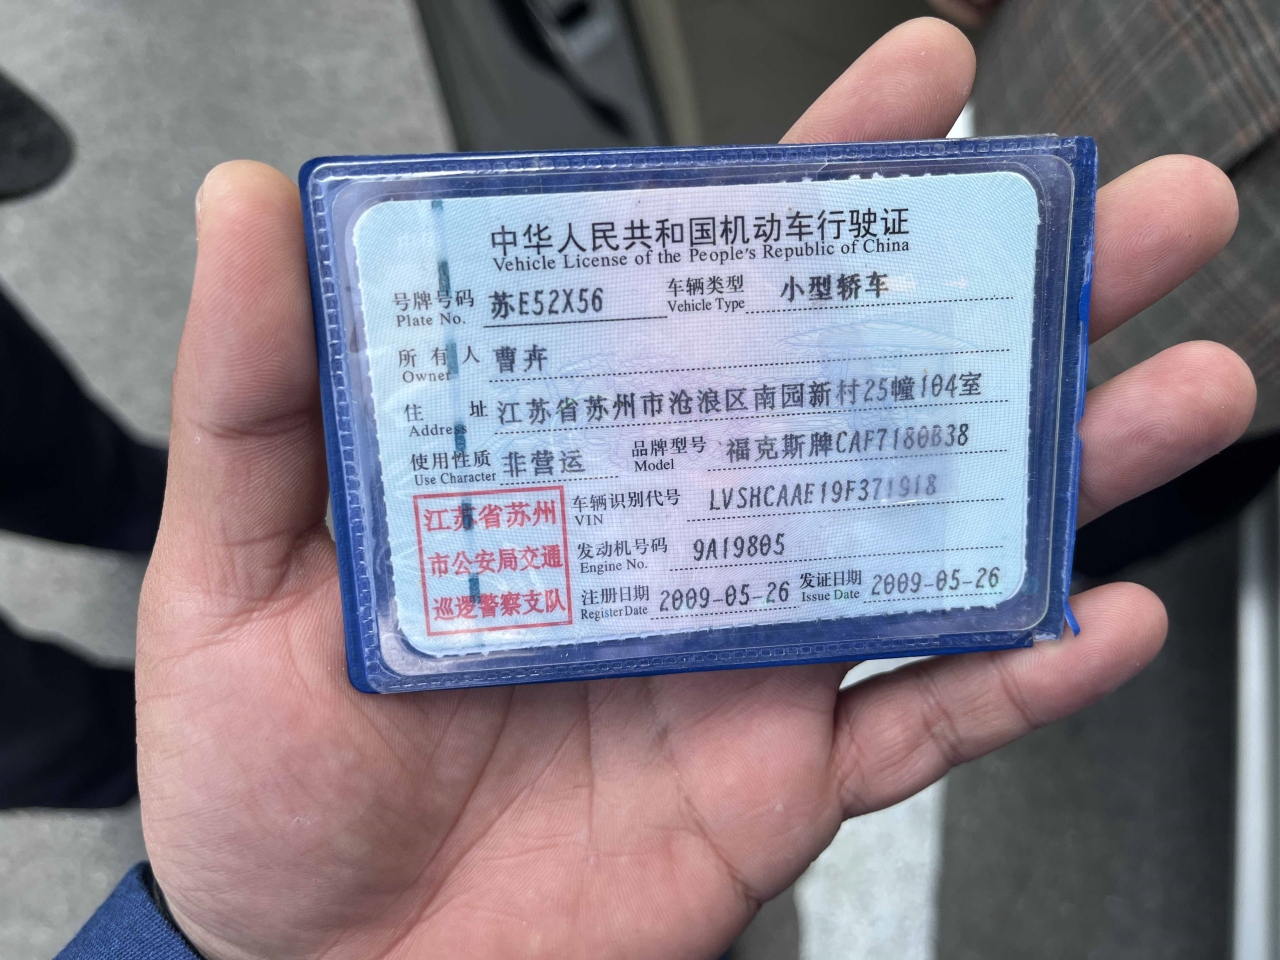 中华人民共和国机动车行驶证
Vehicle License of the People's Republic of China
号牌号码 苏E52X56 车辆类型 小型轿车
Plate No. Vehicle Type
所有人 曹卉
Owner
住址 江苏省苏州市沧浪区南园新村25幢104室
Address
使用性质 非营运 品牌型号 福克斯牌CAF7180B38
Use Character Model
江苏省苏州
市公安局交通
巡逻警察支队
车辆识别代号 LVSHCAAE19F371918
VIN
发动机号码 9A19805
Engine No.
注册日期 2009-05-26 发证日期 2009-05-26
Register Date Issue Date